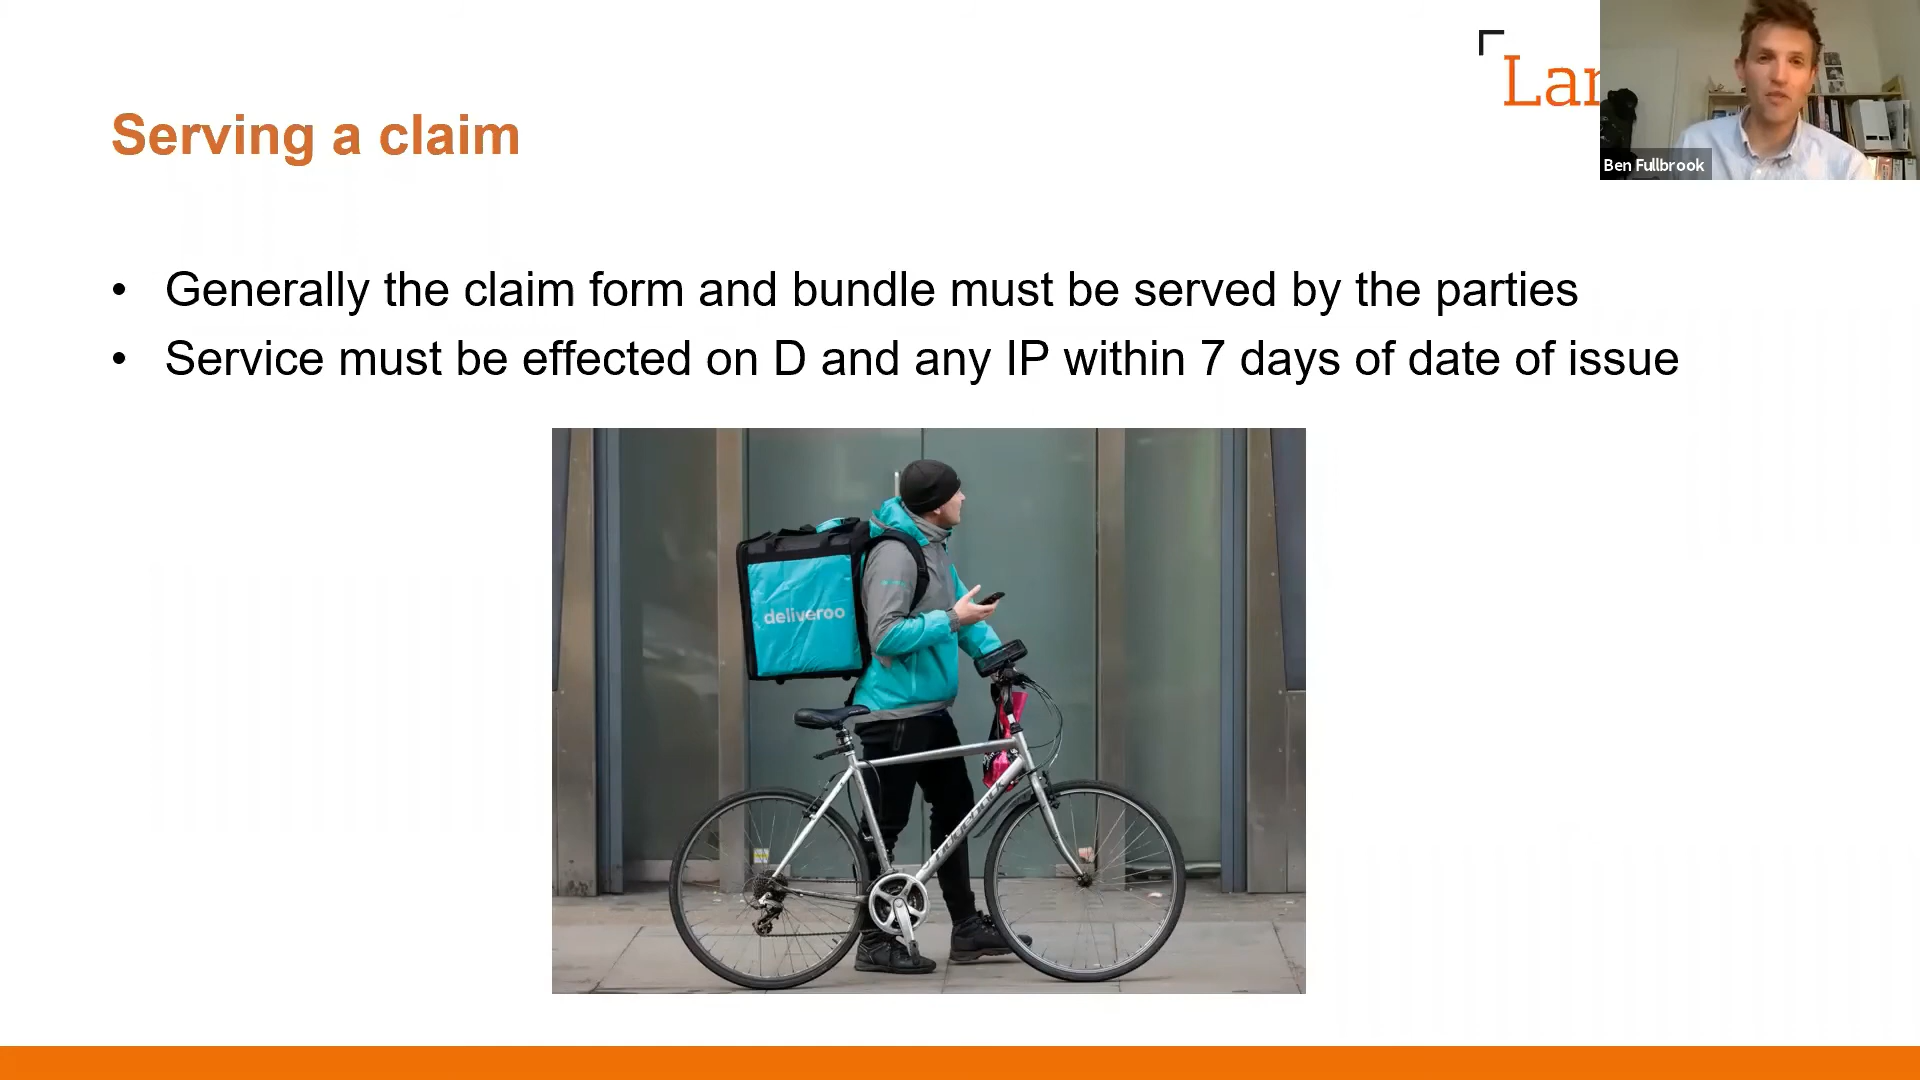 Lan
Ben Fullbrook
Serving a claim
• Generally the claim form and bundle must be served by the parties
• Service must be effected on D and any IP within 7 days of date of issue
deliveroo